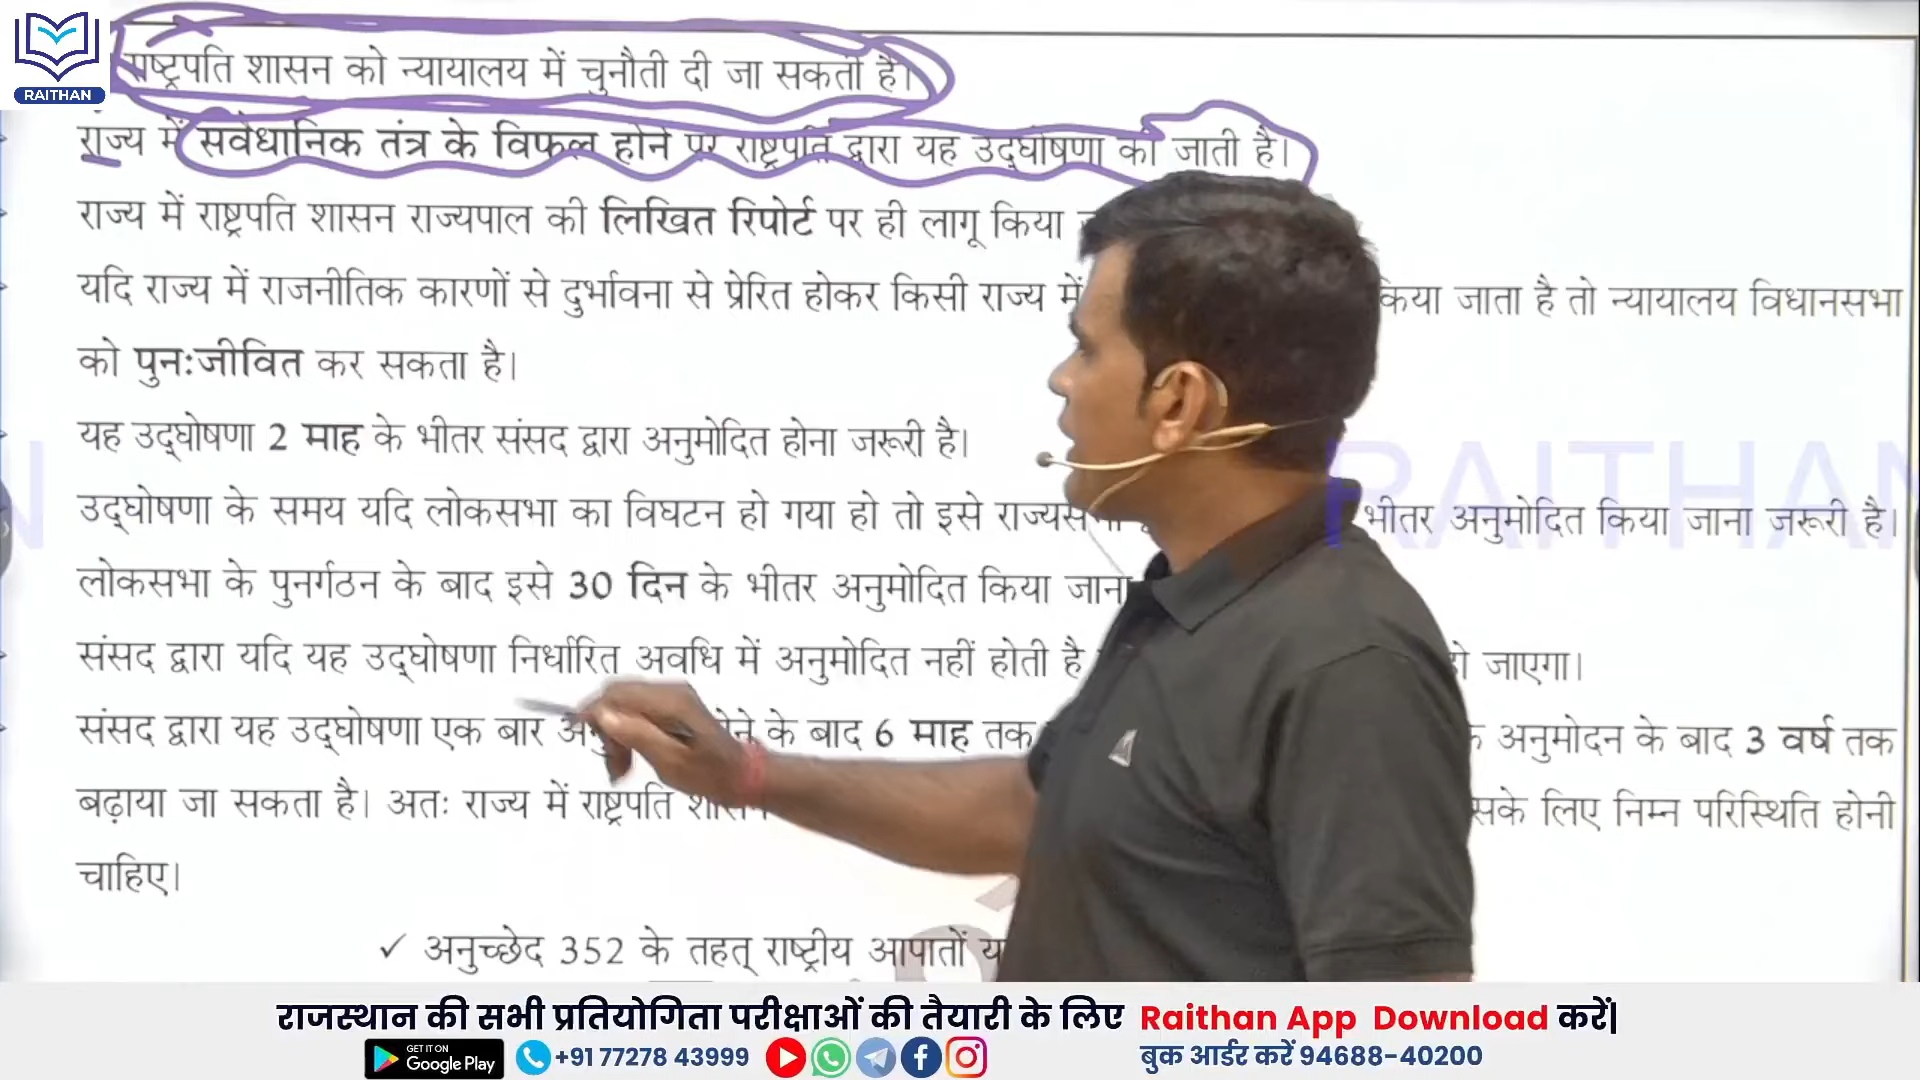 RAITHAN
राष्ट्रपति शासन को न्यायालय में चुनौती दी जा सकती है।
राज्य में संवैधानिक तंत्र के विफल होने पर राष्ट्रपति द्वारा यह उद्घोषणा की जाती है।
राज्य में राष्ट्रपति शासन राज्यपाल की लिखित रिपोर्ट पर ही लागू किया
यदि राज्य में राजनीतिक कारणों से दुर्भावना से प्रेरित होकर किसी राज्य में किया जाता है तो न्यायालय विधानसभा
को पुनःजीवित कर सकता है।
यह उद्घोषणा 2 माह के भीतर संसद द्वारा अनुमोदित होना जरूरी है।
RAITHAN
उद्घोषणा के समय यदि लोकसभा का विघटन हो गया हो तो इसे भीतर अनुमोदित किया जाना जरूरी है।
लोकसभा के पुनर्गठन के बाद इसे 30 दिन के भीतर अनुमोदित किया जाना
संसद द्वारा यदि यह उद्घोषणा निर्धारित अवधि में अनुमोदित नहीं होती है जाएगा।
संसद द्वारा यह उद्घोषणा एक बार के बाद 6 माह तक अनुमोदन के बाद 3 वर्ष तक
बढ़ाया जा सकता है। अतः राज्य में राष्ट्रपति शासन के लिए निम्न परिस्थिति होनी
चाहिए।
✓ अनुच्छेद 352 के तहत् राष्ट्रीय आपातों
राजस्थान की सभी प्रतियोगिता परीक्षाओं की तैयारी के लिए Raithan App Download करें|
GET IT ON Google Play +91 77278 43999 बुक आर्डर करें 94688-40200